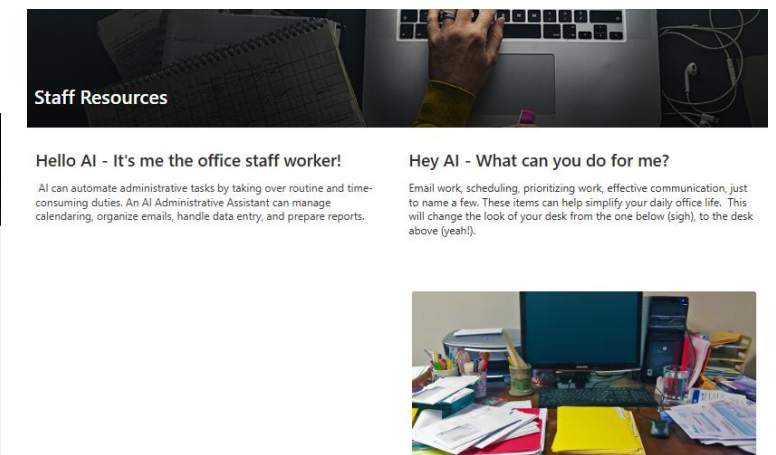 Staff Resources
Hello AI - It's me the office staff worker!
AI can automate administrative tasks by taking over routine and time-
consuming duties. An AI Administrative Assistant can manage
calendaring, organize emails, handle data entry, and prepare reports.
Hey AI - What can you do for me?
Email work, scheduling, prioritizing work, effective communication, just
to name a few. These items can help simplify your daily office life.  This
will change the look of your desk from the one below (sigh), to the desk
above (yeah!).